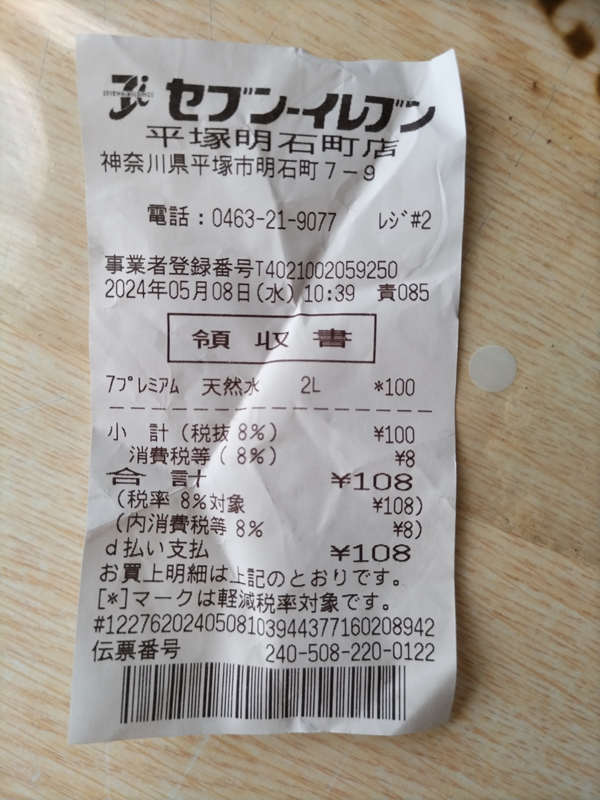 セブン-イレブン
平塚明石町店
神奈川県平塚市明石町7-9
電話：0463-21-9077 ﾚｼﾞ#2
事業者登録番号T4021002059250
2024年05月08日(水) 10:39 責085
領収書
7ﾌﾟﾚﾐｱﾑ 天然水 2L *100
小 計(税抜 8%) ¥100
消費税等( 8%) ¥8
合 計 ¥108
(税率 8%対象 ¥108)
(内消費税等 8% ¥8)
d払い支払 ¥108
お買上明細は上記のとおりです。
[*]マークは軽減税率対象です。
#122762024050810394437716020​8942
伝票番号 240-508-220-0122